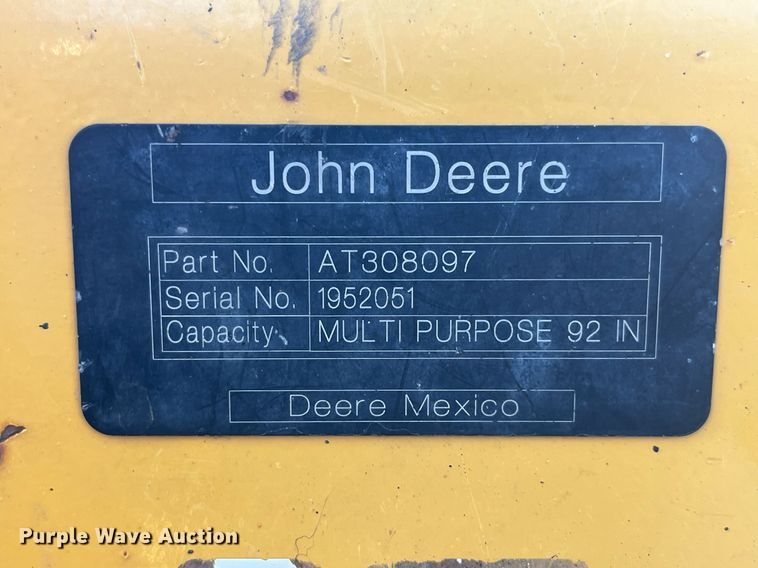 John Deere
Part No. AT308097
Serial No. 1952051
Capacity MULTI PURPOSE 92 IN
Deere Mexico
Purple Wave Auction